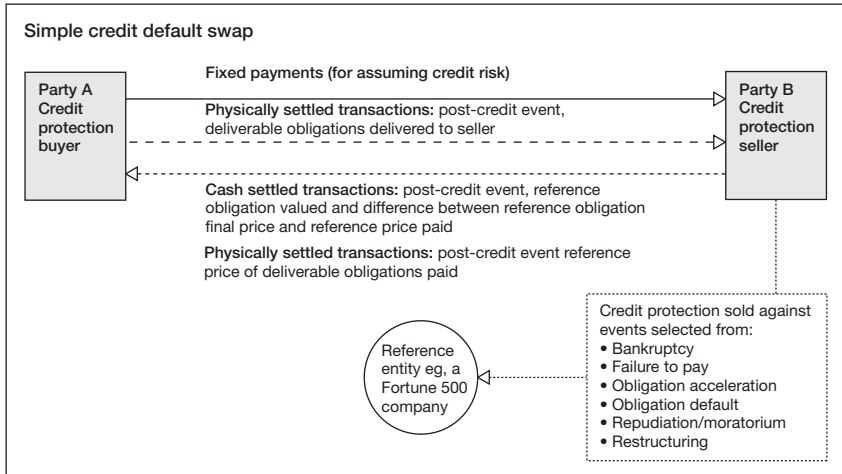 Simple credit default swap
Party A
Credit
protection
buyer
Fixed payments (for assuming credit risk)
Physically settled transactions: post-credit event,
deliverable obligations delivered to seller
Party B
Credit
protection
seller
Cash settled transactions: post-credit event, reference
obligation valued and difference between reference obligation
final price and reference price paid
Physically settled transactions: post-credit event reference
price of deliverable obligations paid
Reference
entity eg, a
Fortune 500
company
Credit protection sold against
events selected from:
• Bankruptcy
• Failure to pay
• Obligation acceleration
• Obligation default
• Repudiation/moratorium
• Restructuring